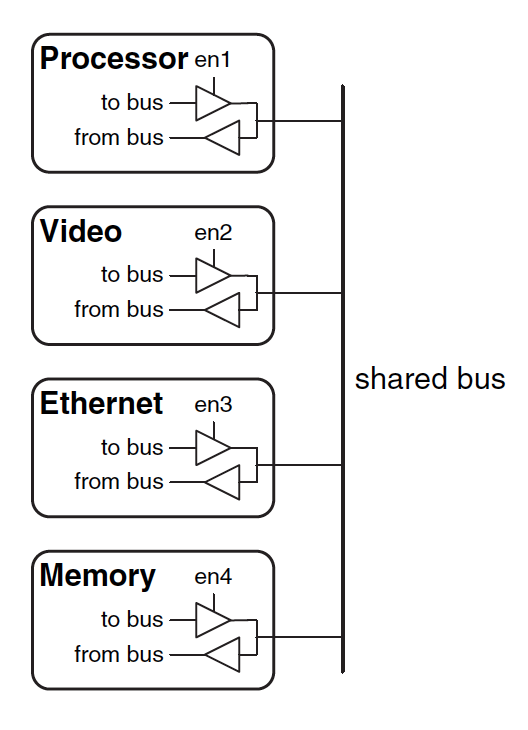 Processor en1
to bus
from bus
Video en2
to bus
from bus
shared bus
Ethernet en3
to bus
from bus
Memory en4
to bus
from bus